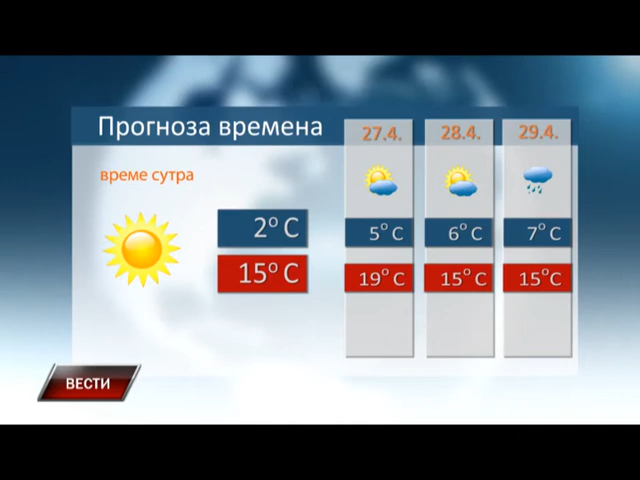 Прогноза времена
време сутра
2° C
15° C
27.4.
5° C
19° C
28.4.
6° C
15° C
29.4.
7° C
15°C
ВЕСТИ